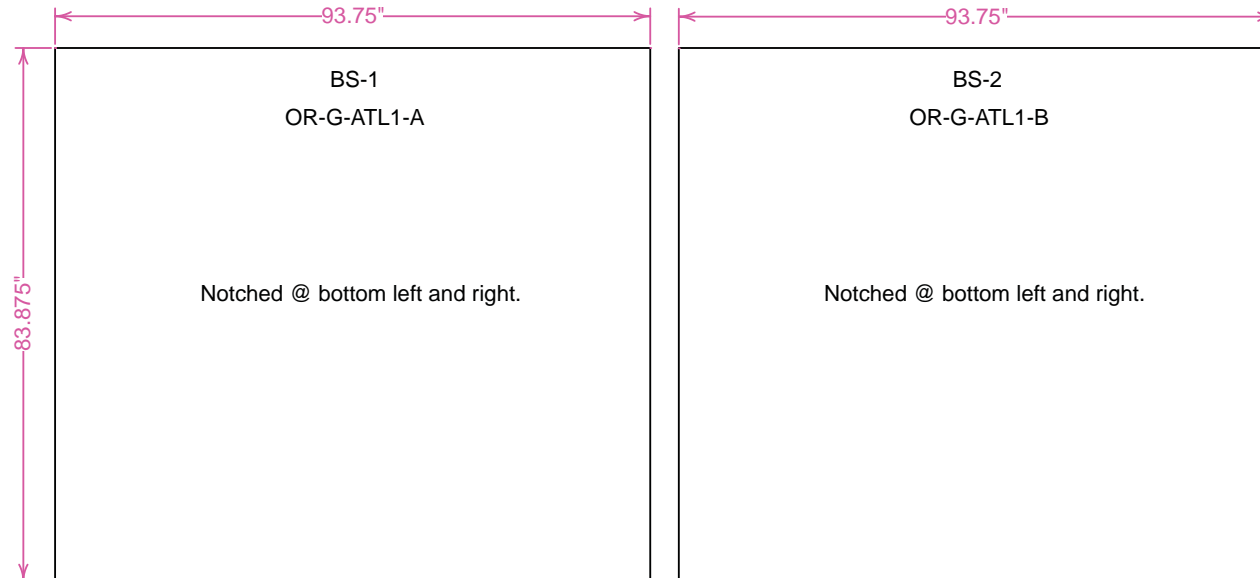 93.75"
93.75"
BS-1
OR-G-ATL1-A
BS-2
OR-G-ATL1-B
83.875"
Notched @ bottom left and right.
Notched @ bottom left and right.